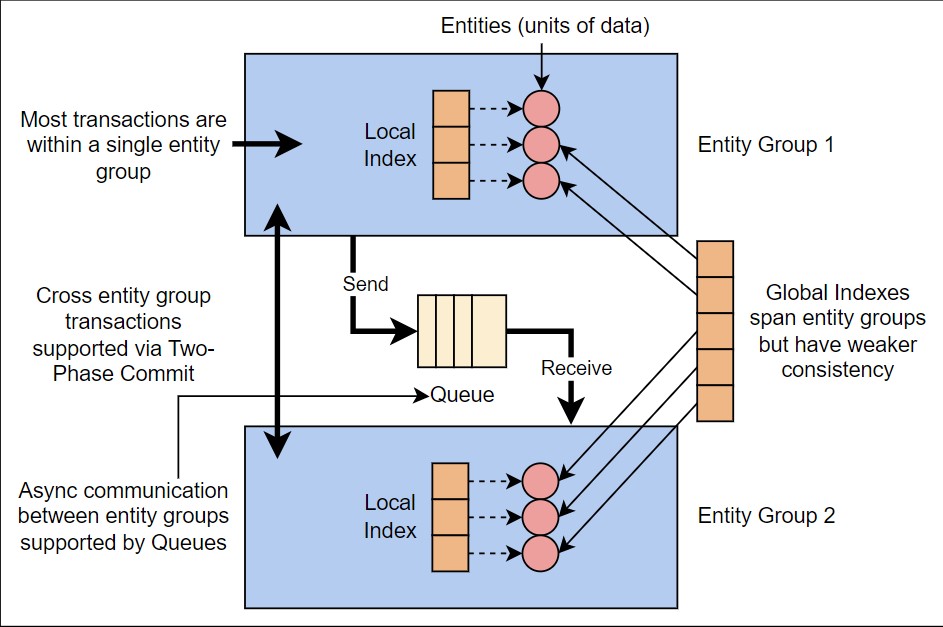 Entities (units of data)
Most transactions are
within a single entity
group
Local
Index
Entity Group 1
Send
Cross entity group
transactions
supported via Two-
Phase Commit
Global Indexes
span entity groups
but have weaker
consistency
Receive
Queue
Async communication
between entity groups
supported by Queues
Local
Index
Entity Group 2